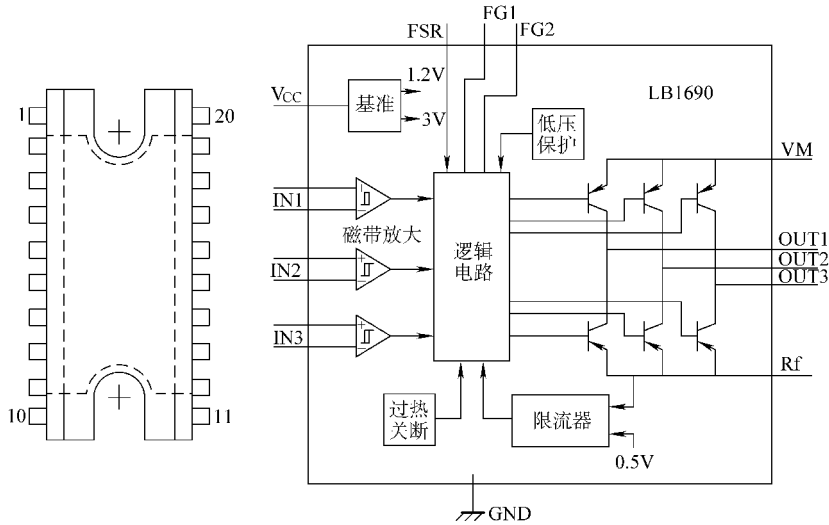 FSR
FG1
FG2
LB1690
VCC
基准
1.2V
3V
低压
保护
1
20
VM
IN1
磁带放大
逻辑
电路
OUT1
OUT2
OUT3
IN2
IN3
Rf
10
11
过热
关断
限流器
0.5V
GND